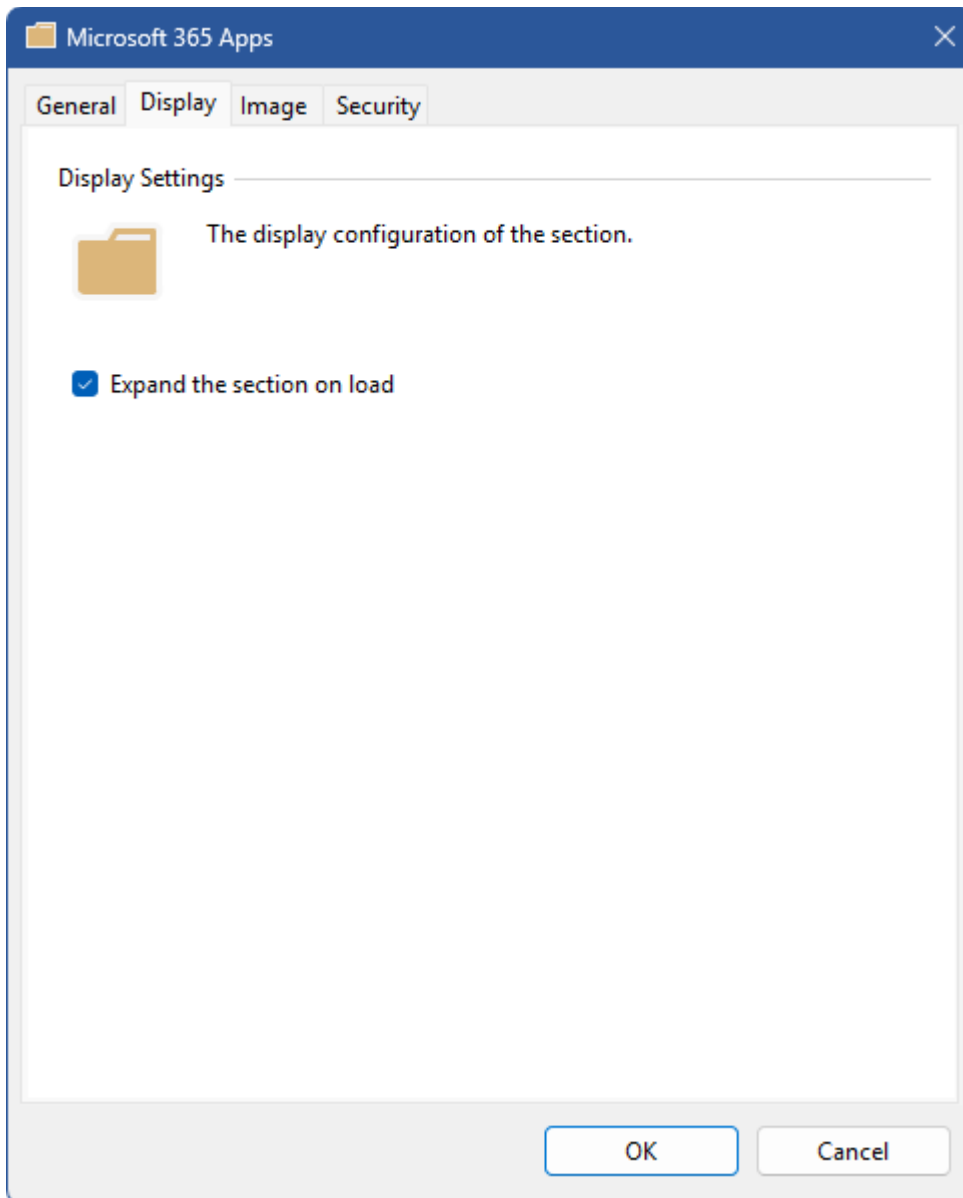 Microsoft 365 Apps
General Display Image Security
Display Settings
The display configuration of the section.
Expand the section on load
OK Cancel